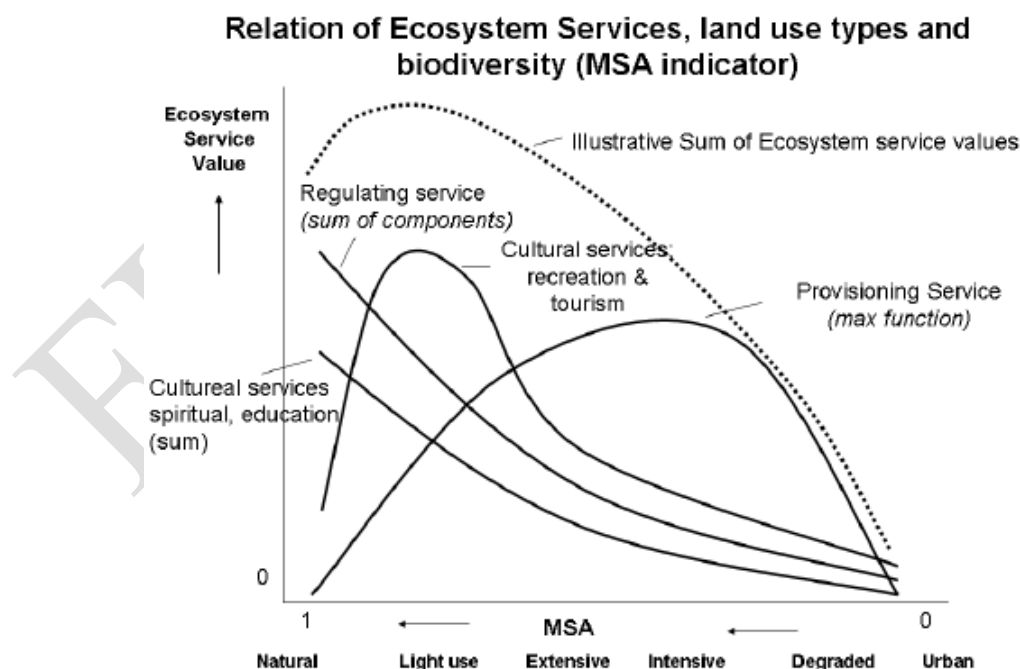 Relation of Ecosystem Services, land use types and
biodiversity (MSA indicator)
Ecosystem
Service
Value
Illustrative Sum of Ecosystem service values
Regulating service
(sum of components)
Cultural services:
recreation &
tourism
Provisioning Service
(max function)
Cultureal services
spiritual, education
(sum)
0
1
MSA
0
Natural
Light use
Extensive
Intensive
Degraded
Urban